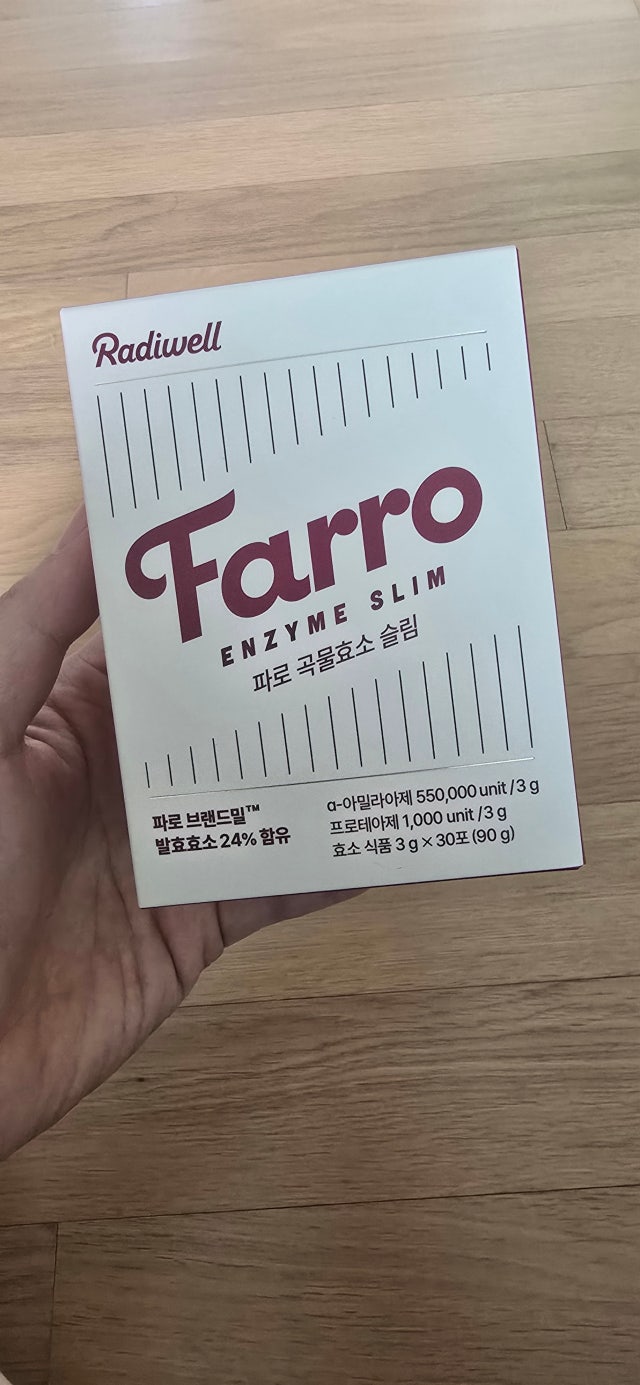 Radiwell
Farro
ENZYME SLIM
파로 곡물효소 슬림
파로 브랜드밀™
발효효소 24% 함유
α-아밀라아제 550,000 unit / 3 g
프로테아제 1,000 unit / 3 g
효소 식품 3 g × 30포 (90 g)